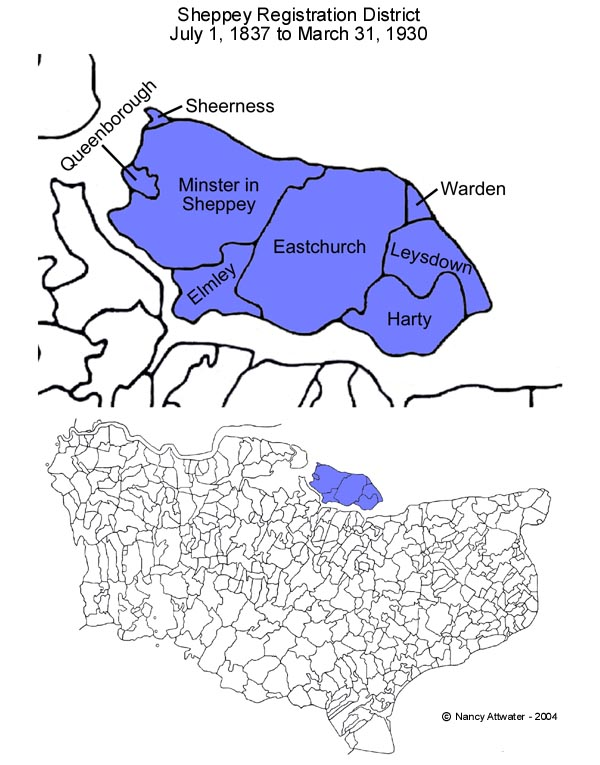 Sheppey Registration District
July 1, 1837 to March 31, 1930
Sheerness
Queenborough
Minster in
Sheppey
Warden
Eastchurch
Leysdown
Elmley
Harty
© Nancy Attwater - 2004